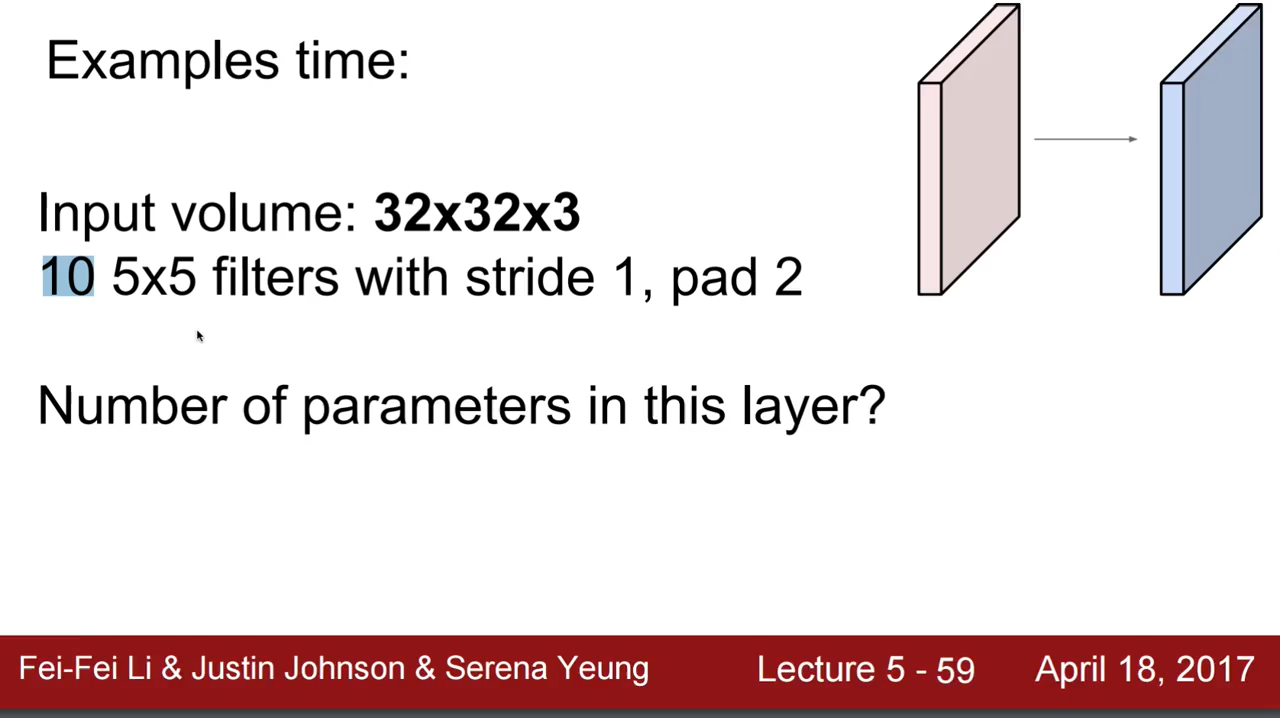 Examples time:
Input volume: 32x32x3
10 5x5 filters with stride 1, pad 2
Number of parameters in this layer?
Fei-Fei Li & Justin Johnson & Serena Yeung Lecture 5 - 59 April 18, 2017